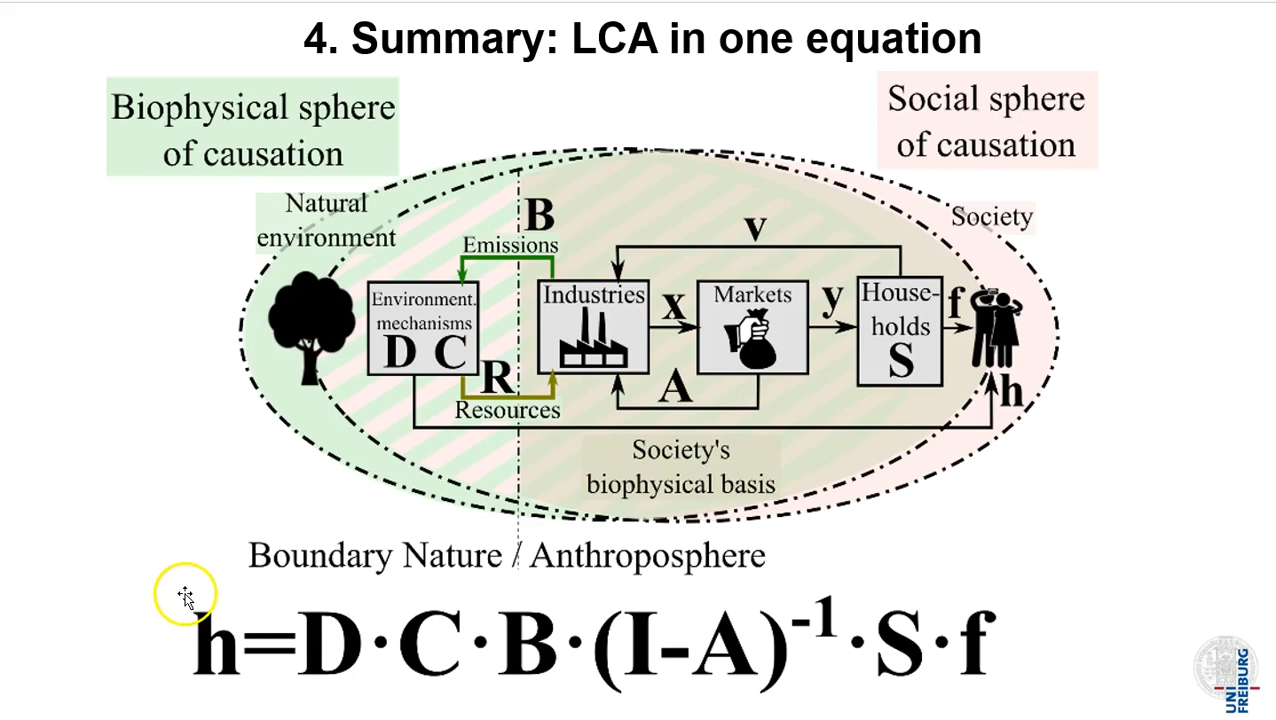 4. Summary: LCA in one equation
Biophysical sphere
of causation
Social sphere
of causation
Natural
environment
Society
B
Emissions
v
Environment.
mechanisms
D C
Industries
x
Markets
y
House-
holds
S
f
R
Resources
A
h
Society's
biophysical basis
Boundary Nature / Anthroposphere
h=D·C·B·(I-A)⁻¹·S·f
UNI
FREIBURG